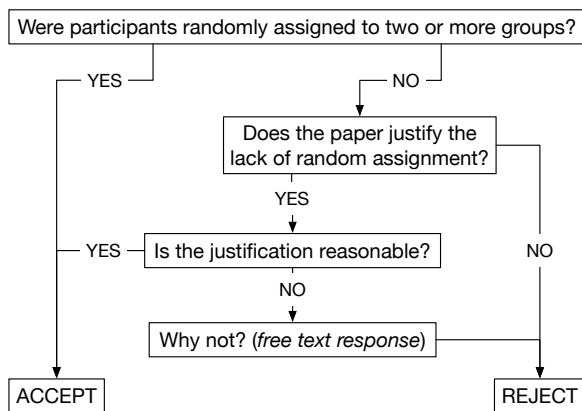 Were participants randomly assigned to two or more groups?
YES
NO
Does the paper justify the
lack of random assignment?
YES
YES
Is the justification reasonable?
NO
NO
Why not? (free text response)
ACCEPT
REJECT